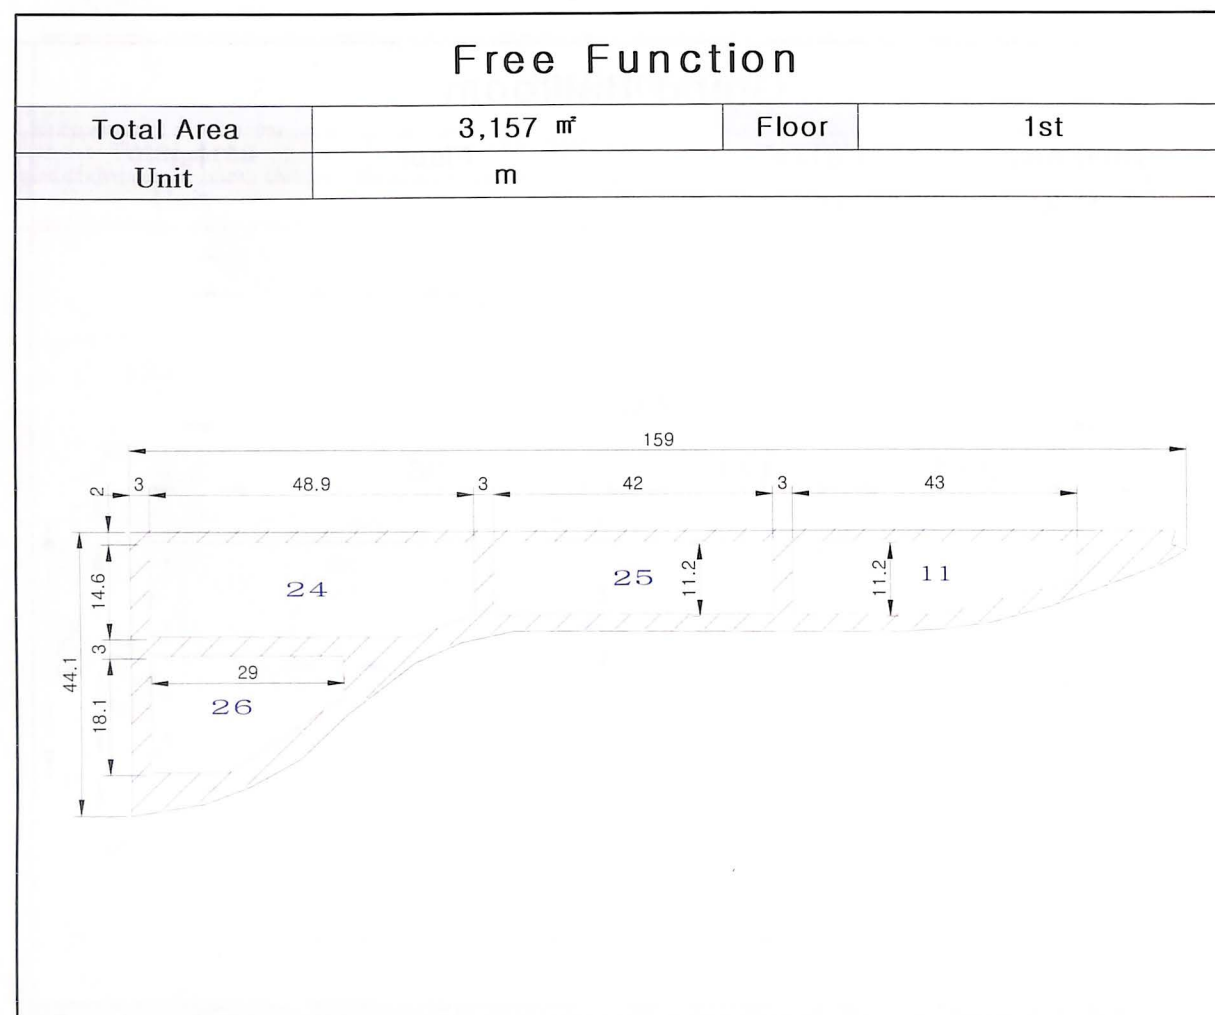 Free Function
Total Area 3,157 ㎡ Floor 1st
Unit m
159
2 3 48.9 3 42 3 43
14.6 24 25 11.2 11.2 11
3
44.1
29
18.1 26